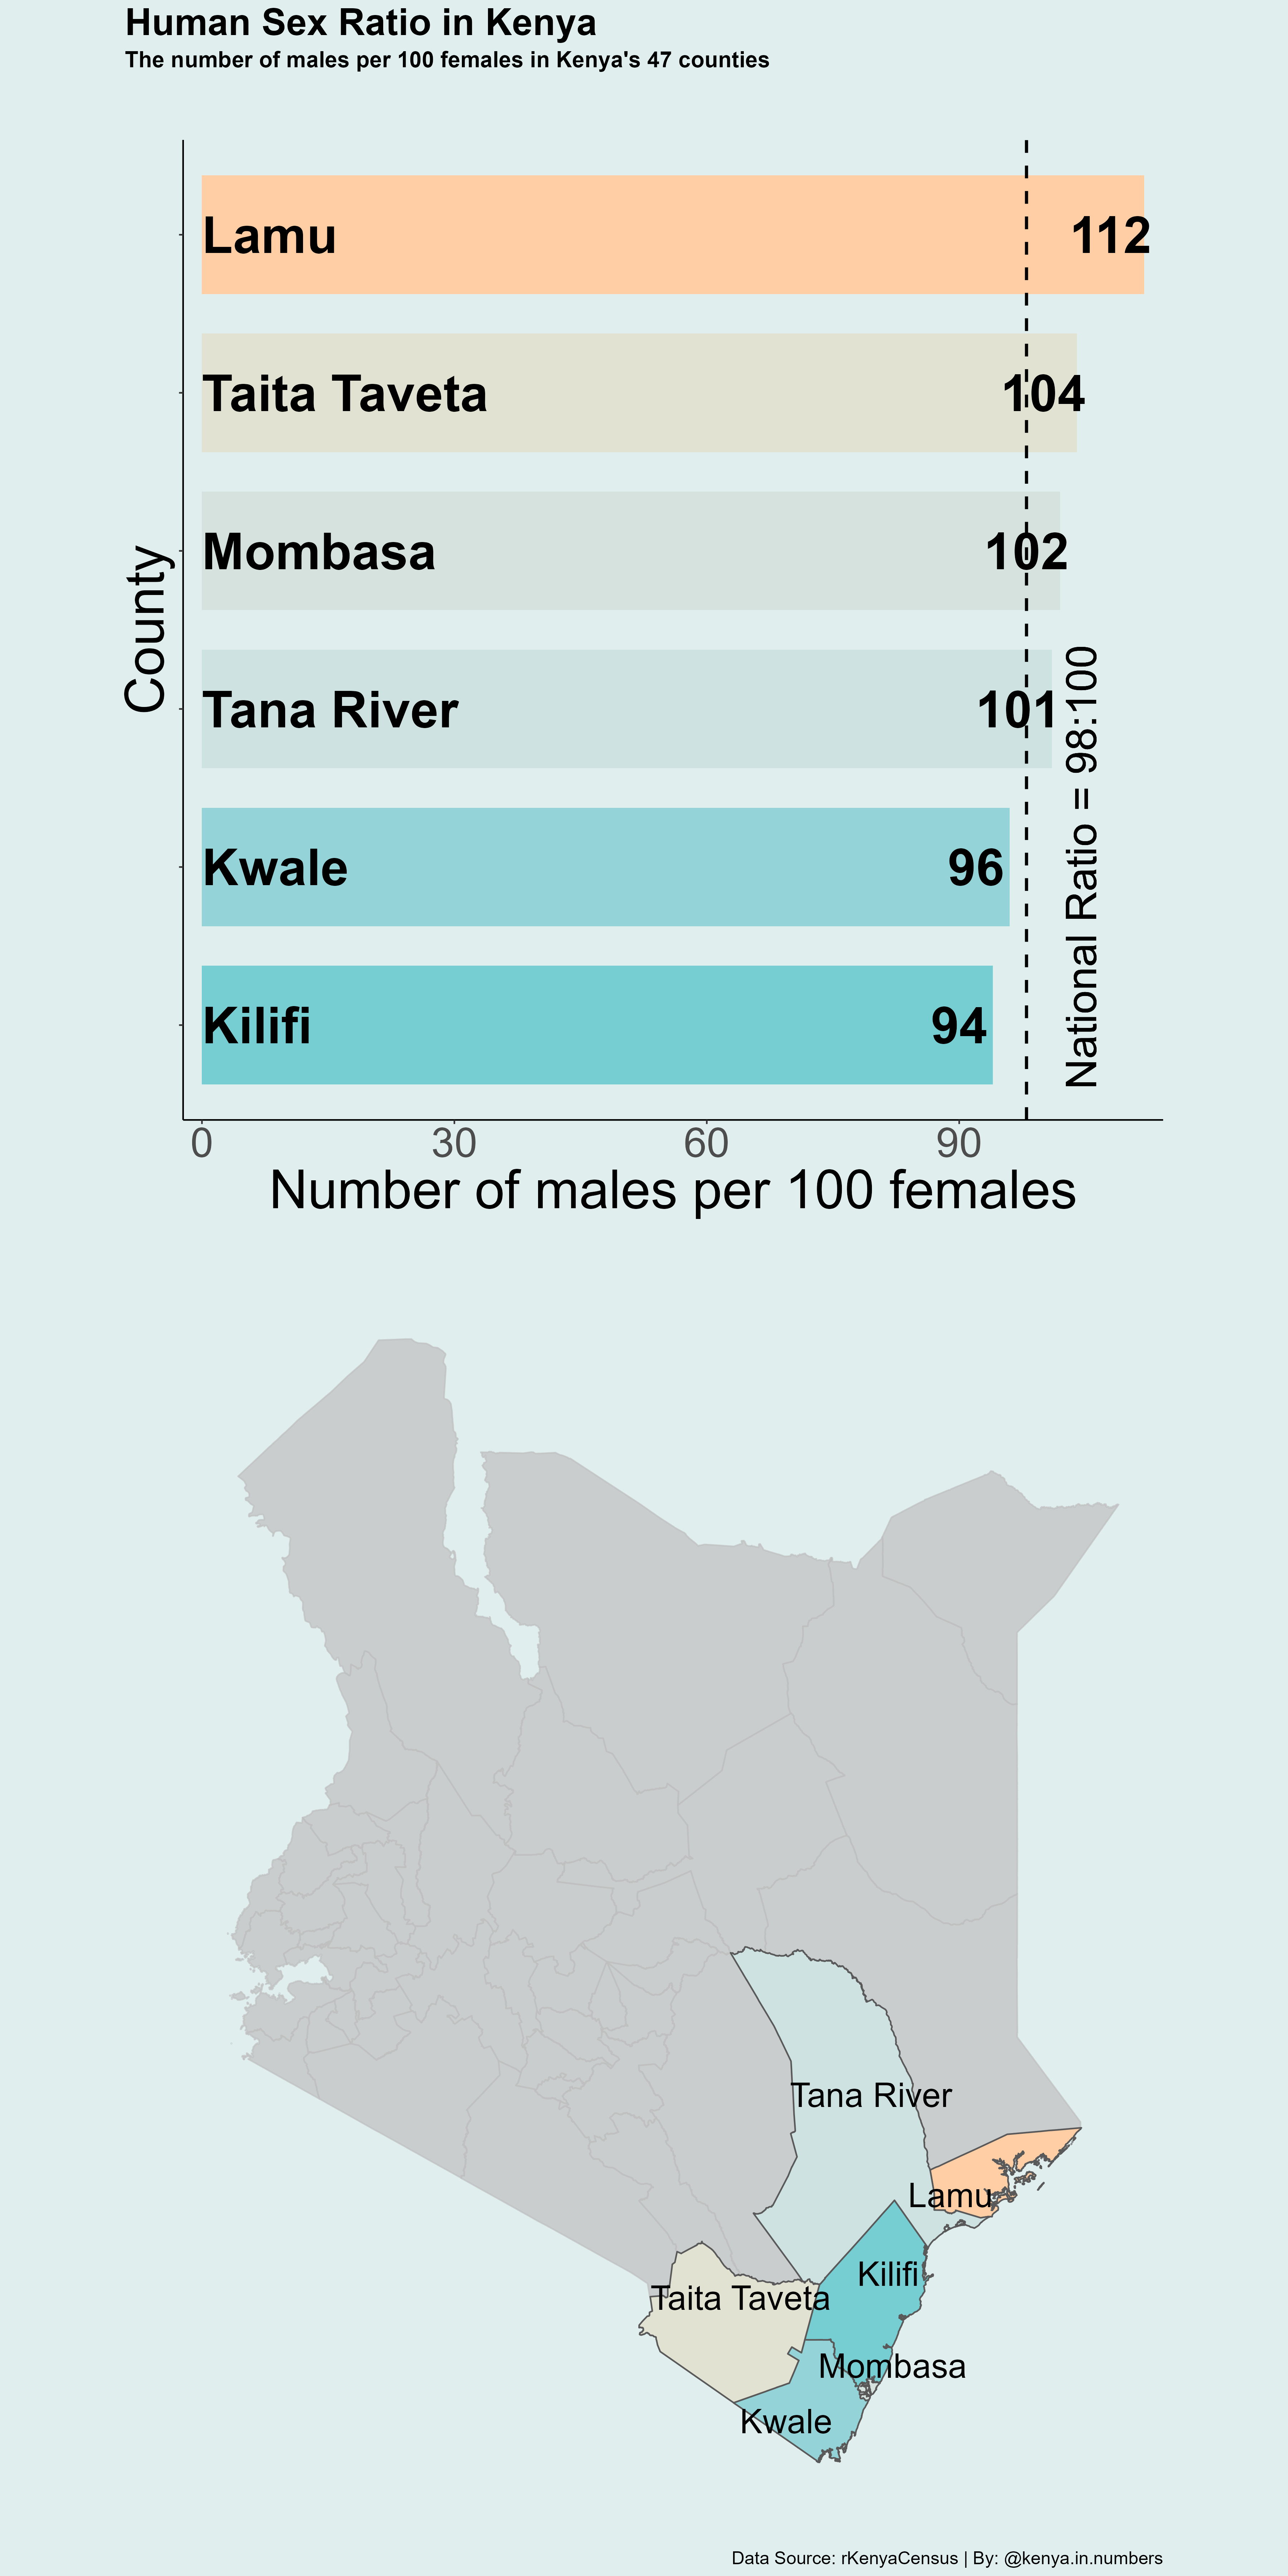 Human Sex Ratio in Kenya
The number of males per 100 females in Kenya's 47 counties
County
Lamu 112
Taita Taveta 104
Mombasa 102
Tana River 101
Kwale 96
Kilifi 94
National Ratio = 98:100
0 30 60 90
Number of males per 100 females
Tana River
Lamu
Kilifi
Taita Taveta
Mombasa
Kwale
Data Source: rKenyaCensus | By: @kenya.in.numbers